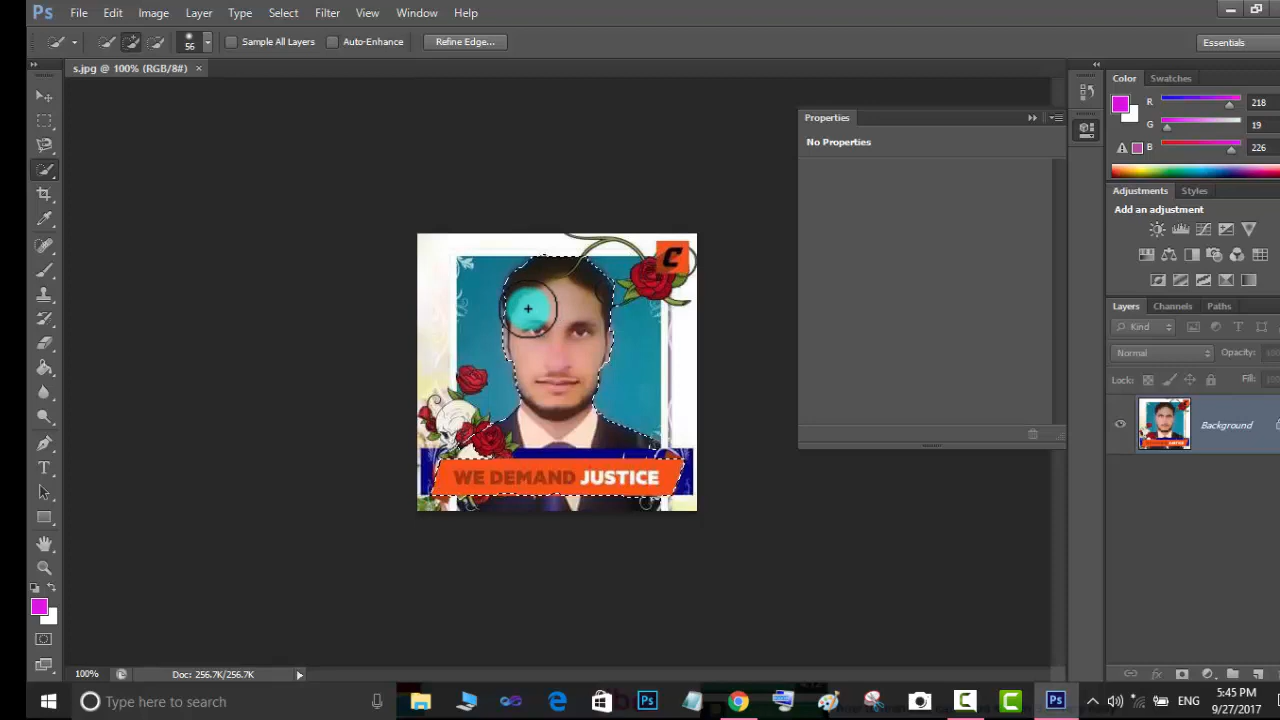 Ps File Edit Image Layer Type Select Filter View Window Help
56 Sample All Layers Auto-Enhance Refine Edge... Essentials
s.jpg @ 100% (RGB/8#) ×
Color Swatches
R 218
G 19
B 226
Properties
No Properties
Adjustments Styles
Add an adjustment
Layers Channels Paths
Kind
Normal Opacity:
Lock: Fill:
Background
C
WE DEMAND JUSTICE
100% Doc: 256.7K/256.7K
Type here to search
Ps
Ps
ENG
5:45 PM
9/27/2017